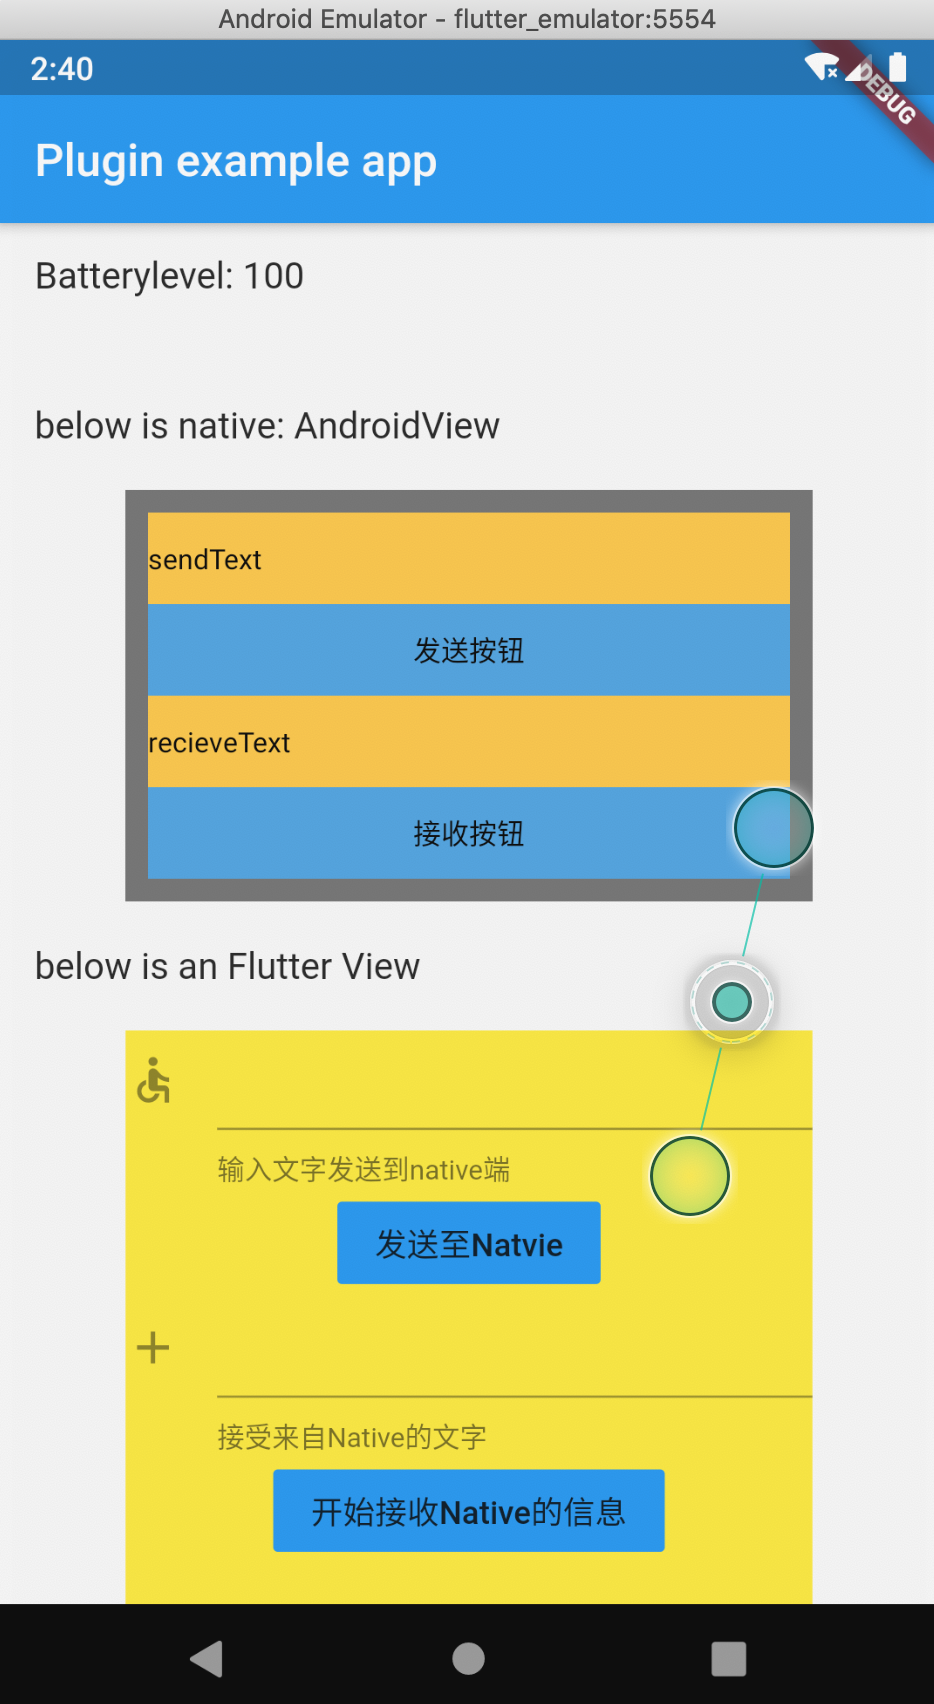 Android Emulator - flutter_emulator:5554
2:40
DEBUG
Plugin example app
Batterylevel: 100
below is native: AndroidView
sendText
发送按钮
recieveText
接收按钮
below is an Flutter View
输入文字发送到native端
发送至Natvie
接受来自Native的文字
开始接收Native的信息